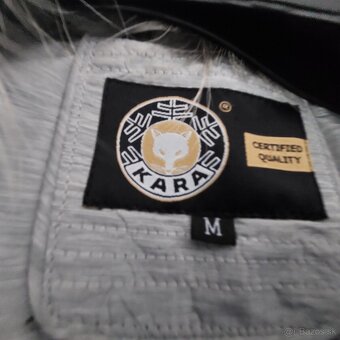 ®
KARA
CERTIFIED
QUALITY
M
© Bazos.sk